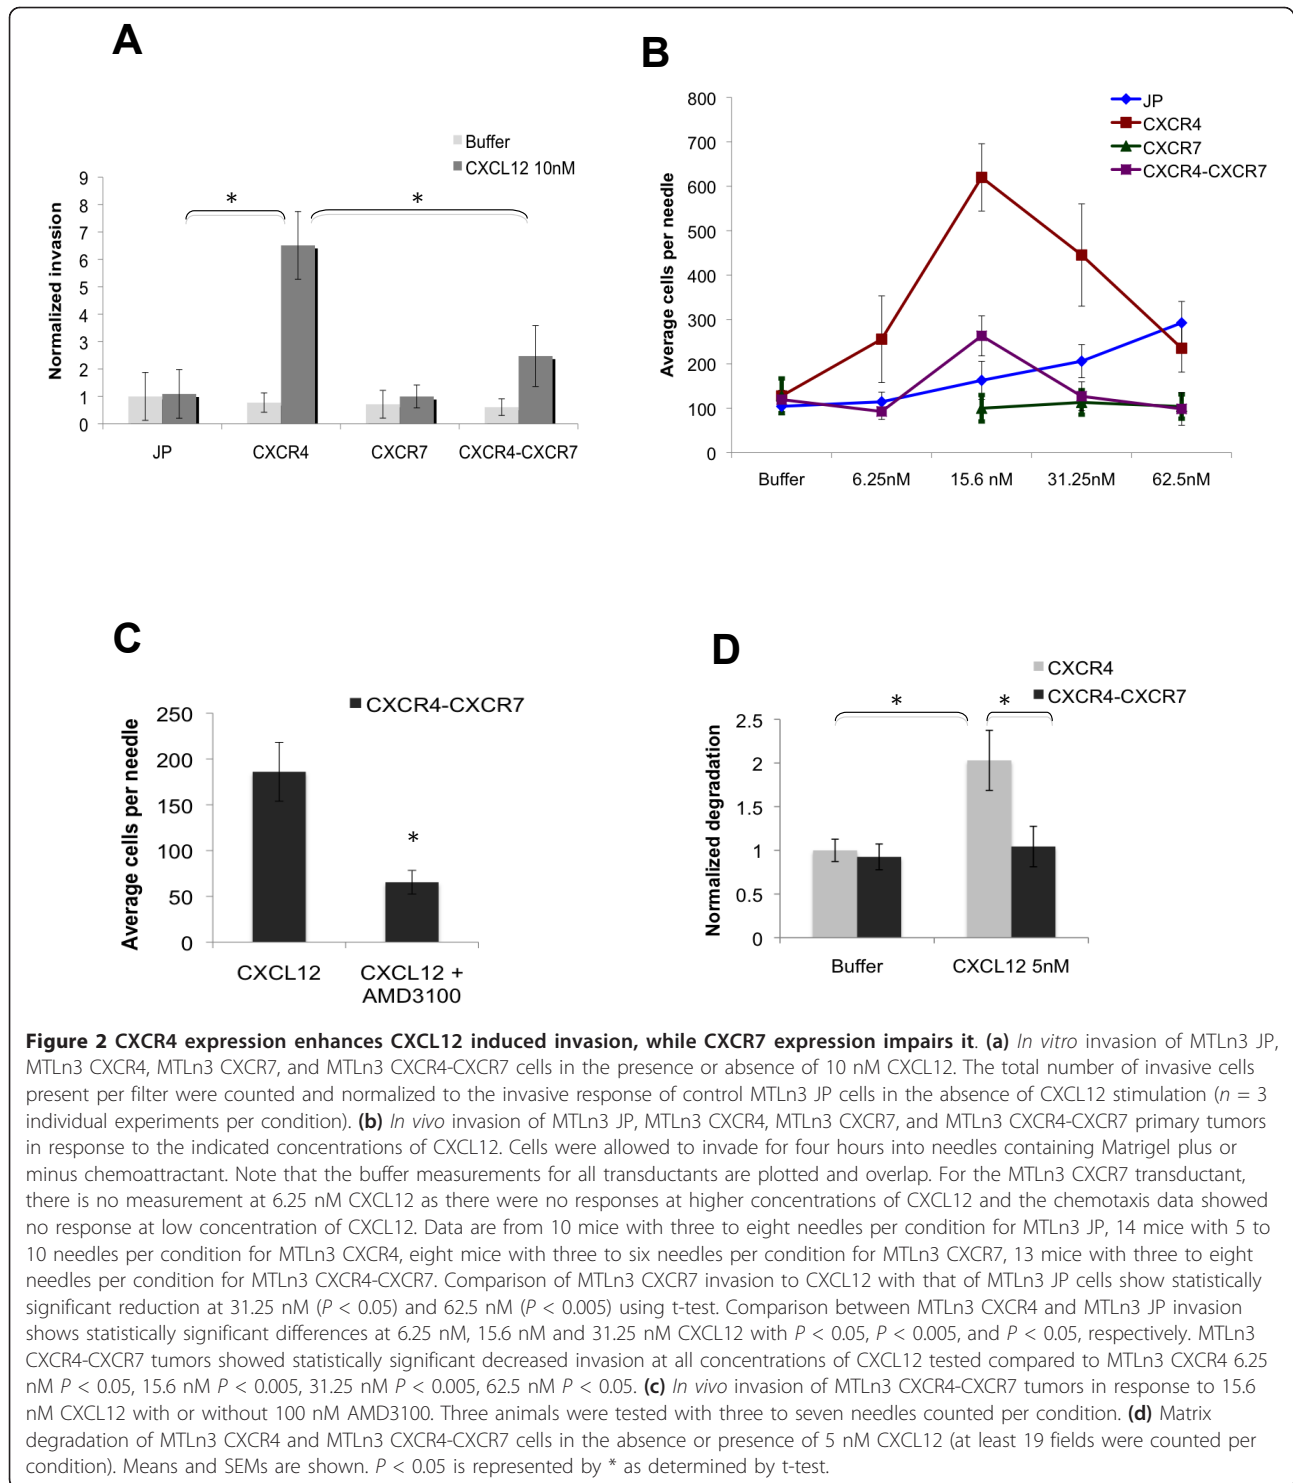 A
Buffer
CXCL12 10nM
Normalized invasion
9
8
7
6
5
4
3
2
1
0
*
*
JP
CXCR4
CXCR7
CXCR4-CXCR7
B
JP
CXCR4
CXCR7
CXCR4-CXCR7
Average cells per needle
800
700
600
500
400
300
200
100
0
Buffer
6.25nM
15.6 nM
31.25nM
62.5nM
C
CXCR4-CXCR7
Average cells per needle
250
200
150
100
50
0
*
CXCL12
CXCL12 +
AMD3100
D
CXCR4
CXCR4-CXCR7
Normalized degradation
2.5
2
1.5
1
0.5
0
*
*
Buffer
CXCL12 5nM
Figure 2 CXCR4 expression enhances CXCL12 induced invasion, while CXCR7 expression impairs it. (a) In vitro invasion of MTLn3 JP,
MTLn3 CXCR4, MTLn3 CXCR7, and MTLn3 CXCR4-CXCR7 cells in the presence or absence of 10 nM CXCL12. The total number of invasive cells
present per filter were counted and normalized to the invasive response of control MTLn3 JP cells in the absence of CXCL12 stimulation (n = 3
individual experiments per condition). (b) In vivo invasion of MTLn3 JP, MTLn3 CXCR4, MTLn3 CXCR7, and MTLn3 CXCR4-CXCR7 primary tumors
in response to the indicated concentrations of CXCL12. Cells were allowed to invade for four hours into needles containing Matrigel plus or
minus chemoattractant. Note that the buffer measurements for all transductants are plotted and overlap. For the MTLn3 CXCR7 transductant,
there is no measurement at 6.25 nM CXCL12 as there were no responses at higher concentrations of CXCL12 and the chemotaxis data showed
no response at low concentration of CXCL12. Data are from 10 mice with three to eight needles per condition for MTLn3 JP, 14 mice with 5 to
10 needles per condition for MTLn3 CXCR4, eight mice with three to six needles per condition for MTLn3 CXCR7, 13 mice with three to eight
needles per condition for MTLn3 CXCR4-CXCR7. Comparison of MTLn3 CXCR7 invasion to CXCL12 with that of MTLn3 JP cells show statistically
significant reduction at 31.25 nM (P < 0.05) and 62.5 nM (P < 0.005) using t-test. Comparison between MTLn3 CXCR4 and MTLn3 JP invasion
shows statistically significant differences at 6.25 nM, 15.6 nM and 31.25 nM CXCL12 with P < 0.05, P < 0.005, and P < 0.05, respectively. MTLn3
CXCR4-CXCR7 tumors showed statistically significant decreased invasion at all concentrations of CXCL12 tested compared to MTLn3 CXCR4 6.25
nM P < 0.05, 15.6 nM P < 0.005, 31.25 nM P < 0.005, 62.5 nM P < 0.05. (c) In vivo invasion of MTLn3 CXCR4-CXCR7 tumors in response to 15.6
nM CXCL12 with or without 100 nM AMD3100. Three animals were tested with three to seven needles counted per condition. (d) Matrix
degradation of MTLn3 CXCR4 and MTLn3 CXCR4-CXCR7 cells in the absence or presence of 5 nM CXCL12 (at least 19 fields were counted per
condition). Means and SEMs are shown. P < 0.05 is represented by * as determined by t-test.